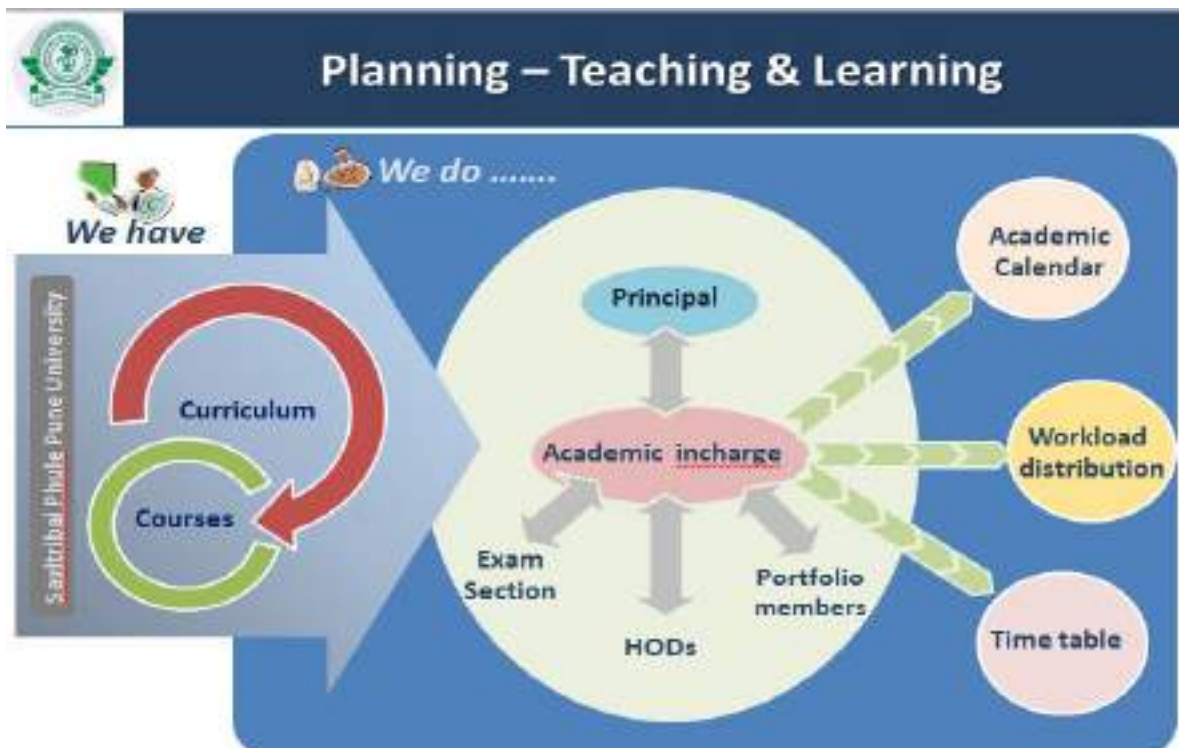 Planning – Teaching & Learning
We have
We do .......
Savitribai Phule Pune University
Curriculum
Courses
Principal
Academic incharge
Exam
Section
HODs
Portfolio
members
Academic
Calendar
Workload
distribution
Time table